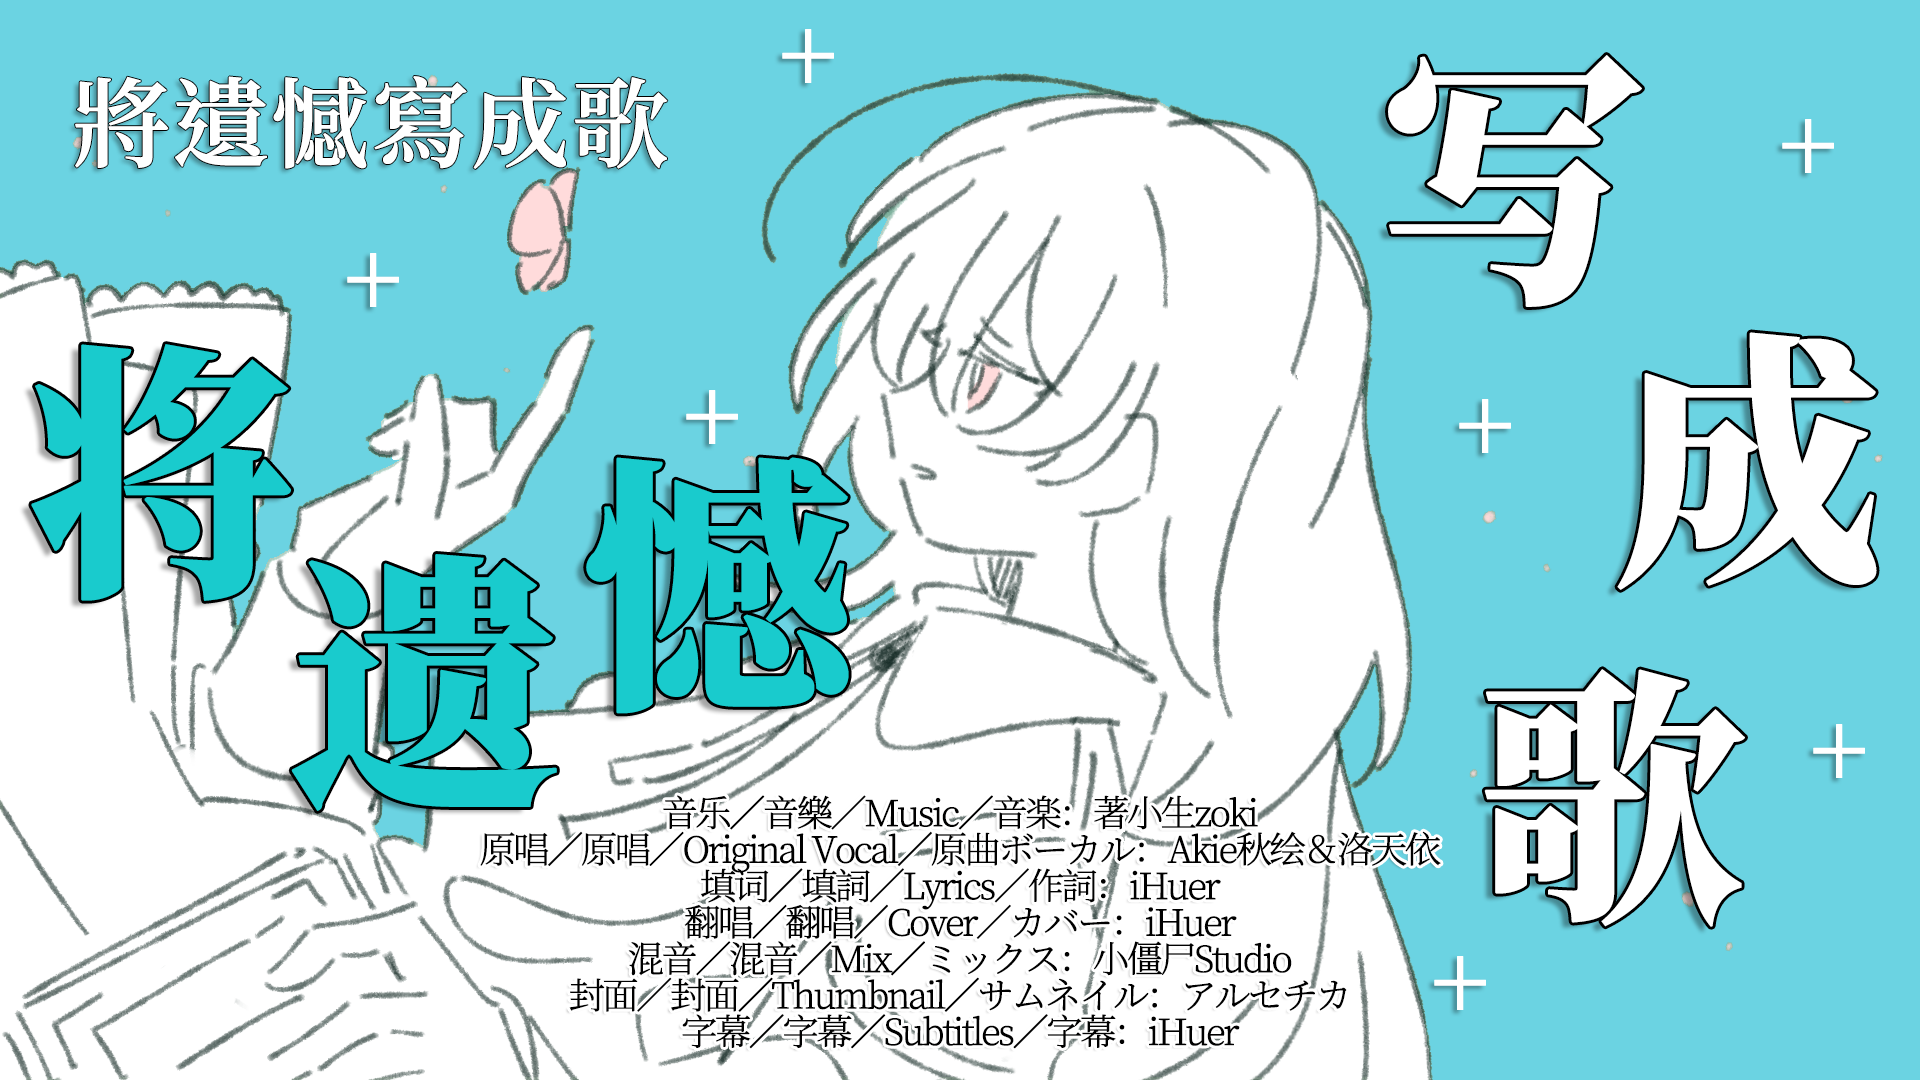 將遺憾寫成歌
将遗憾
写成歌
音乐／音樂／Music／音楽：著小生zoki
原唱／原唱／Original Vocal／原曲ボーカル：Akie秋绘＆洛天依
填词／填詞／Lyrics／作詞：iHuer
翻唱／翻唱／Cover／カバー：iHuer
混音／混音／Mix／ミックス：小僵尸Studio
封面／封面／Thumbnail／サムネイル：アルセチカ
字幕／字幕／Subtitles／字幕：iHuer